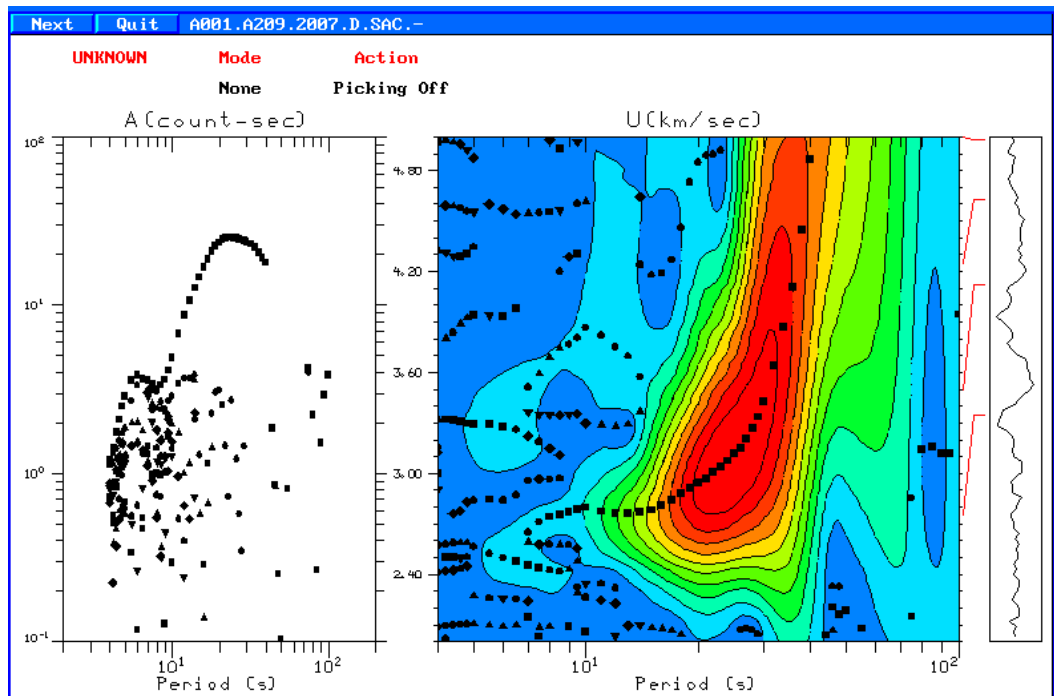 Next Quit A001.A209.2007.D.SAC.-
UNKNOWN Mode Action
None Picking Off
A(count-sec) U(km/sec)
10²
4.80
4.20
10¹
3.60
10⁰
3.00
2.40
10⁻¹
10¹ 10² 10¹ 10²
Period (s) Period (s)